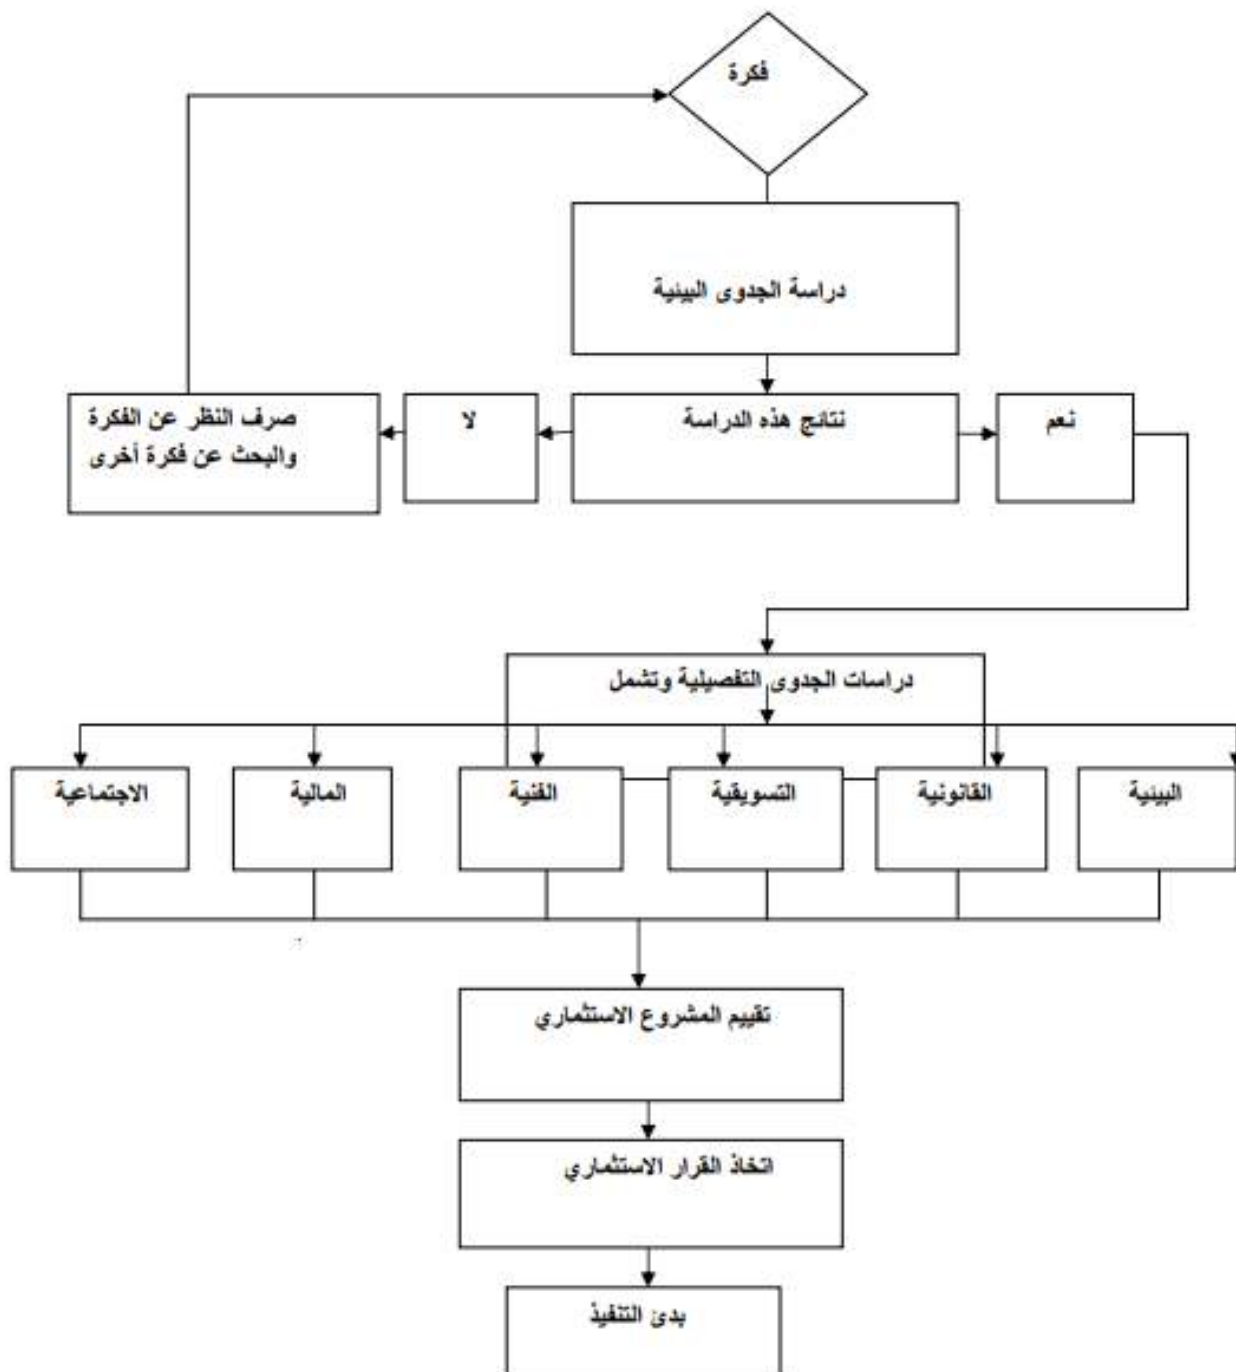 فكرة
دراسة الجدوى البيئية
نتائج هذه الدراسة
نعم
لا
صرف النظر عن الفكرة
والبحث عن فكرة أخرى
دراسات الجدوى التفصيلية وتشمل
البيئية
القانونية
التسويقية
الفنية
المالية
الاجتماعية
تقييم المشروع الاستثماري
اتخاذ القرار الاستثماري
بدئ التنفيذ